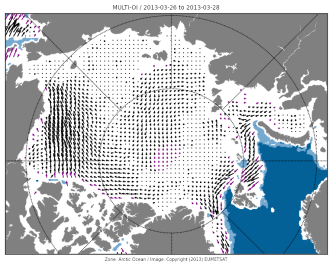 MULTI-OI / 2013-03-26 to 2013-03-28
Zone: Arctic Ocean / Image: Copyright (2013) EUMETSAT